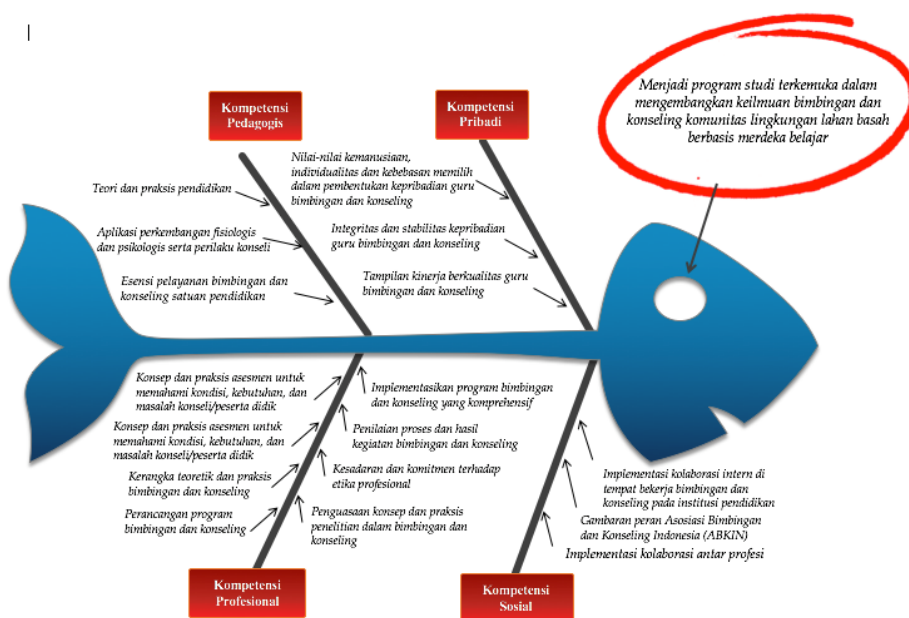 Menjadi program studi terkemuka dalam
mengembangkan keilmuan bimbingan dan
konseling komunitas lingkungan lahan basah
berbasis merdeka belajar
Kompetensi
Pedagogis
Teori dan praksis pendidikan
Aplikasi perkembangan fisiologis
dan psikologis serta perilaku konseli
Esensi pelayanan bimbingan dan
konseling satuan pendidikan
Kompetensi
Pribadi
Nilai-nilai kemanusiaan,
individualitas dan kebebasan memilih
dalam pembentukan kepribadian guru
bimbingan dan konseling
Integritas dan stabilitas kepribadian
guru bimbingan dan konseling
Tampilan kinerja berkualitas guru
bimbingan dan konseling
Konsep dan praksis asesmen untuk
memahami kondisi, kebutuhan, dan
masalah konseli/peserta didik
Konsep dan praksis asesmen untuk
memahami kondisi, kebutuhan, dan
masalah konseli/peserta didik
Kerangka teoretik dan praksis
bimbingan dan konseling
Perancangan program
bimbingan dan konseling
Implementasikan program bimbingan
dan konseling yang komprehensif
Penilaian proses dan hasil
kegiatan bimbingan dan konseling
Kesadaran dan komitmen terhadap
etika profesional
Penguasaan konsep dan praksis
penelitian dalam bimbingan dan
konseling
Kompetensi
Profesional
Implementasi kolaborasi intern di
tempat bekerja bimbingan dan
konseling pada institusi pendidikan
Gambaran peran Asosiasi Bimbingan
dan Konseling Indonesia (ABKIN)
Implementasi kolaborasi antar profesi
Kompetensi
Sosial